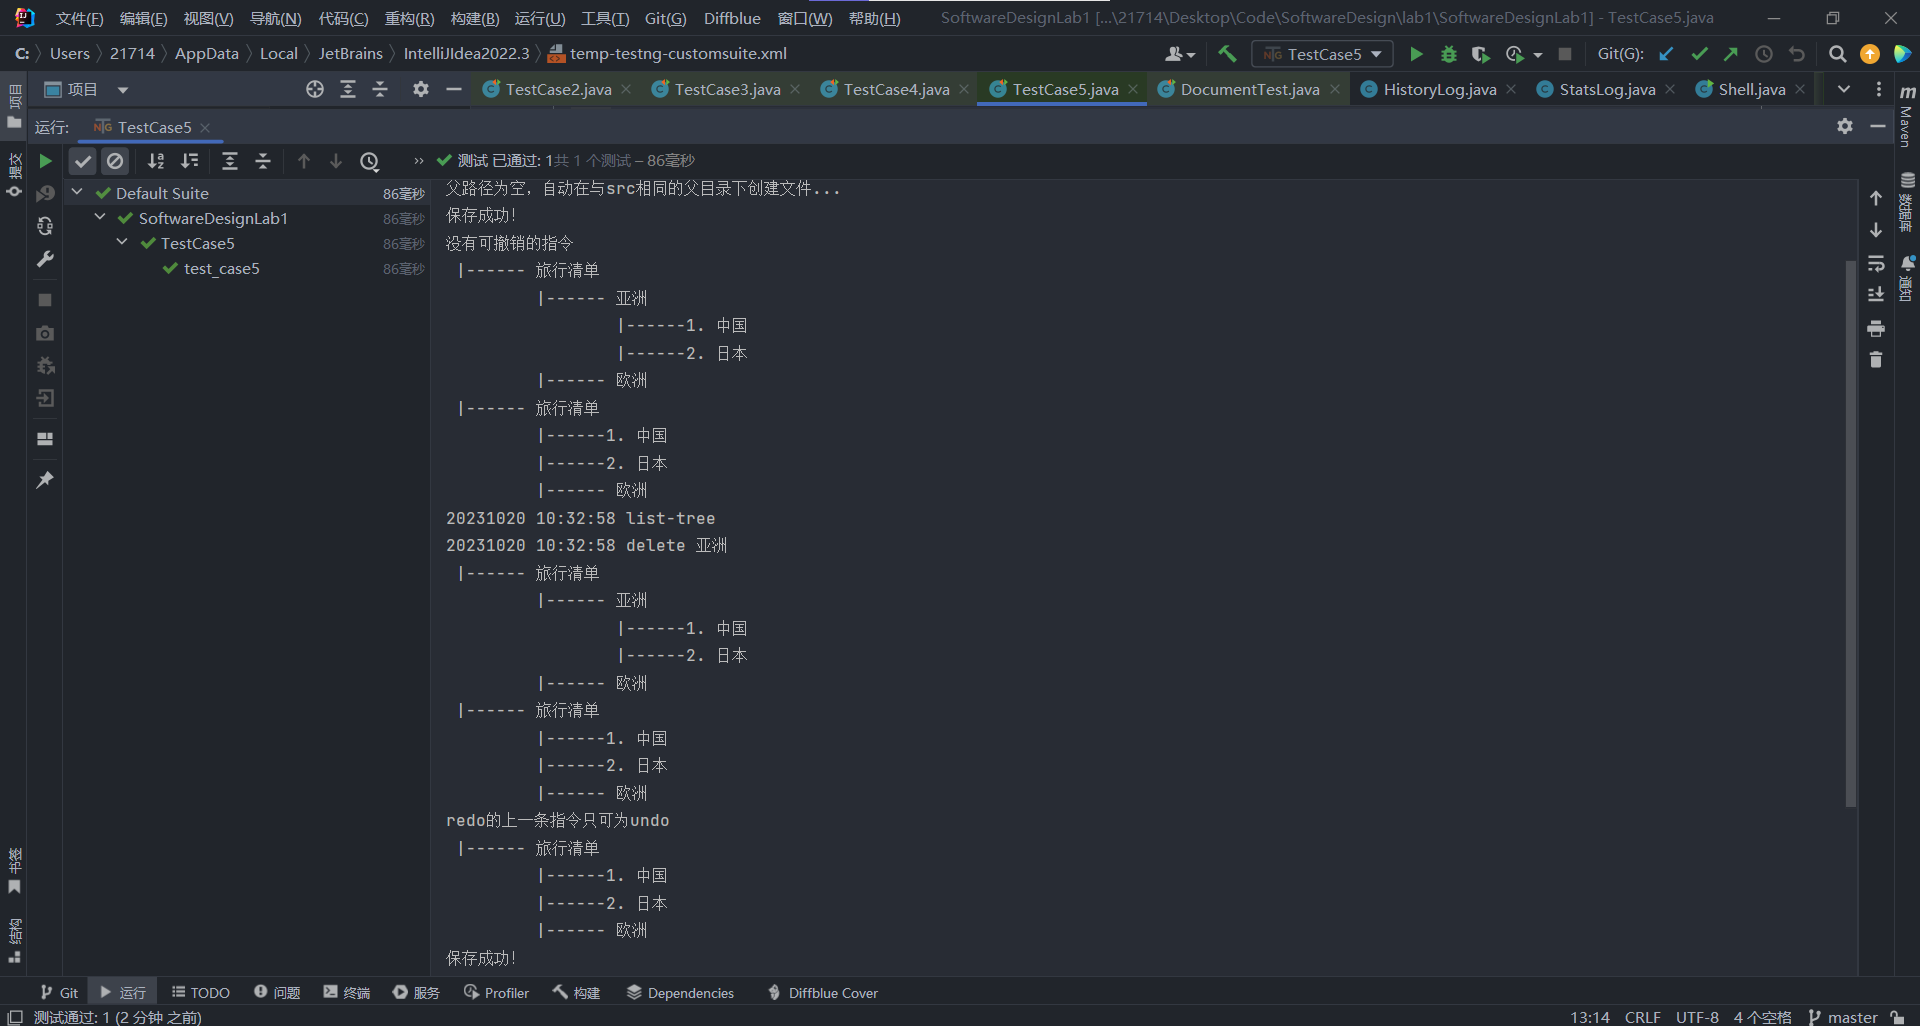 文件(F) 编辑(E) 视图(V) 导航(N) 代码(C) 重构(R) 构建(B) 运行(U) 工具(T) Git(G) Diffblue 窗口(W) 帮助(H) SoftwareDesignLab1 [...\21714\Desktop\Code\SoftwareDesign\lab1\SoftwareDesignLab1] - TestCase5.java
C: Users 21714 AppData Local JetBrains IntelliJIdea2022.3 temp-testng-customsuite.xml TestCase5 Git(G):
项目 TestCase2.java TestCase3.java TestCase4.java TestCase5.java DocumentTest.java HistoryLog.java StatsLog.java Shell.java
运行: TestCase5
测试 已通过: 1共 1 个测试 – 86毫秒
Default Suite 86毫秒
SoftwareDesignLab1 86毫秒
TestCase5 86毫秒
test_case5 86毫秒
父路径为空, 自动在与src相同的父目录下创建文件...
保存成功!
没有可撤销的指令
|------ 旅行清单
|------ 亚洲
|------1. 中国
|------2. 日本
|------ 欧洲
|------ 旅行清单
|------1. 中国
|------2. 日本
|------ 欧洲
20231020 10:32:58 list-tree
20231020 10:32:58 delete 亚洲
|------ 旅行清单
|------ 亚洲
|------1. 中国
|------2. 日本
|------ 欧洲
|------ 旅行清单
|------1. 中国
|------2. 日本
|------ 欧洲
redo的上一条指令只可为undo
|------ 旅行清单
|------1. 中国
|------2. 日本
|------ 欧洲
保存成功!
项目
提交
书签
结构
Maven
数据库
通知
Git 运行 TODO 问题 终端 服务 Profiler 构建 Dependencies Diffblue Cover
测试通过: 1 (2 分钟 之前) 13:14 CRLF UTF-8 4 个空格 master